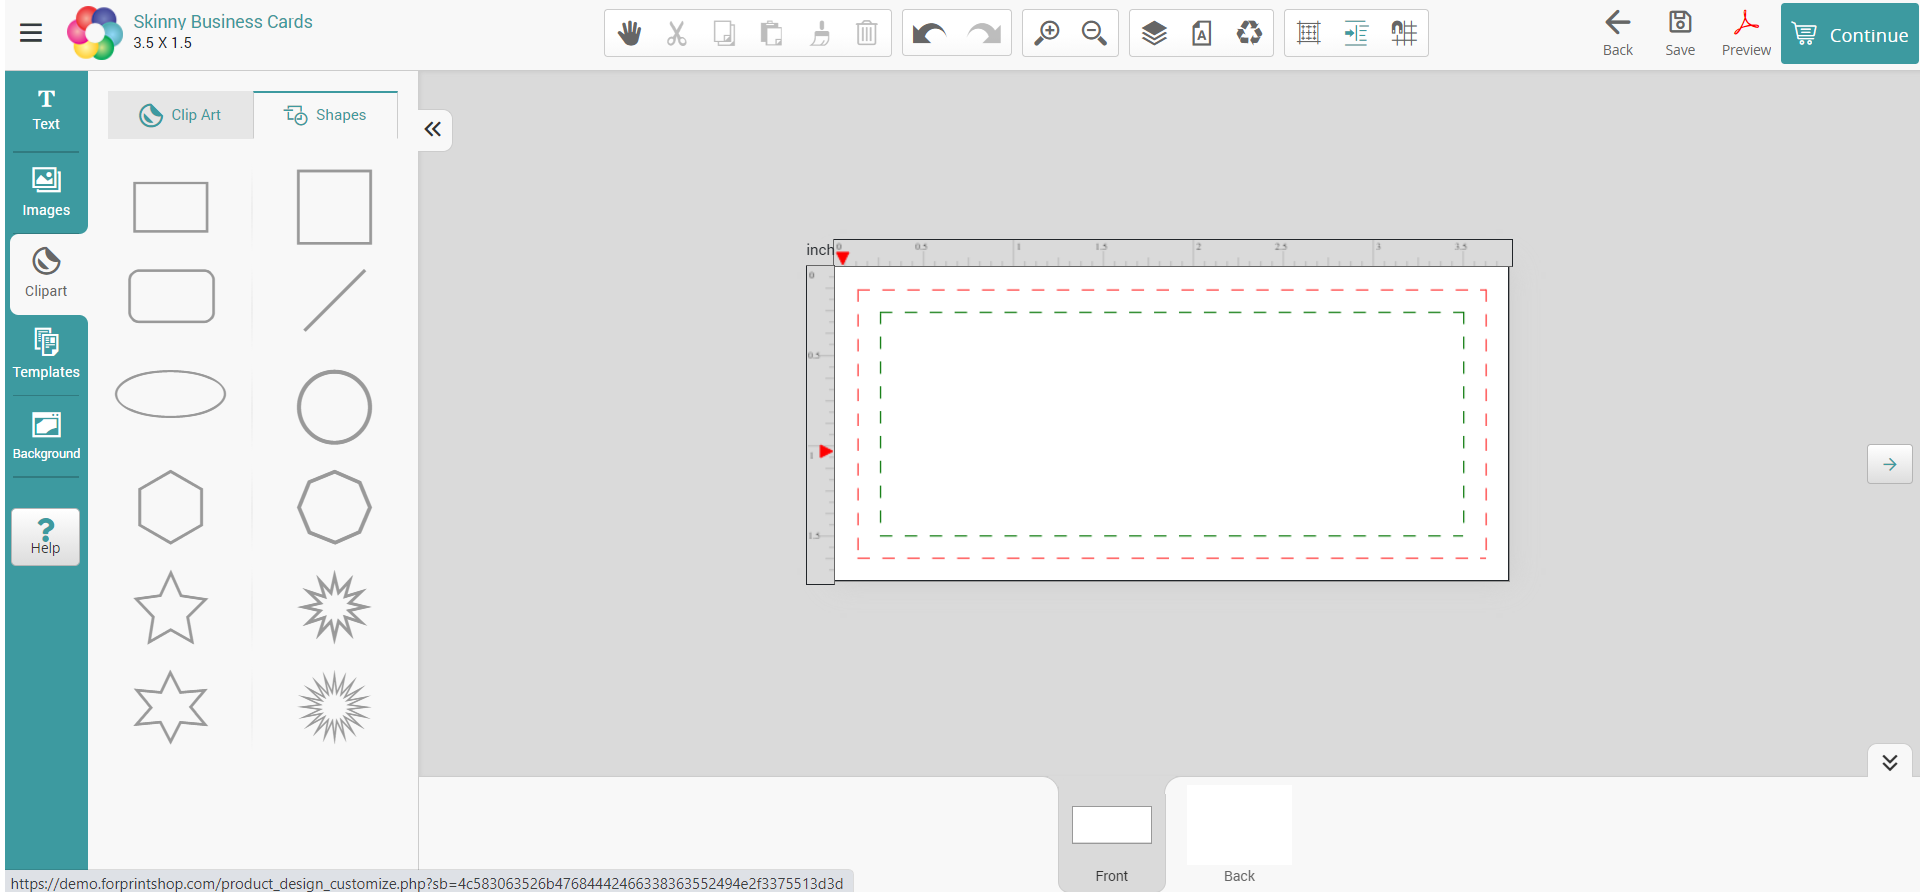 Skinny Business Cards
3.5 X 1.5
Back
Save
Preview
Continue
Text
Images
Clipart
Templates
Background
Help
Clip Art
Shapes
inch
0 0.5 1 1.5 2 2.5 3 3.5
0
0.5
1
1.5
A
Front
Back
https://demo.forprintshop.com/product_design_customize.php?sb=4c583063526b47684442466338363552494e2f3375513d3d